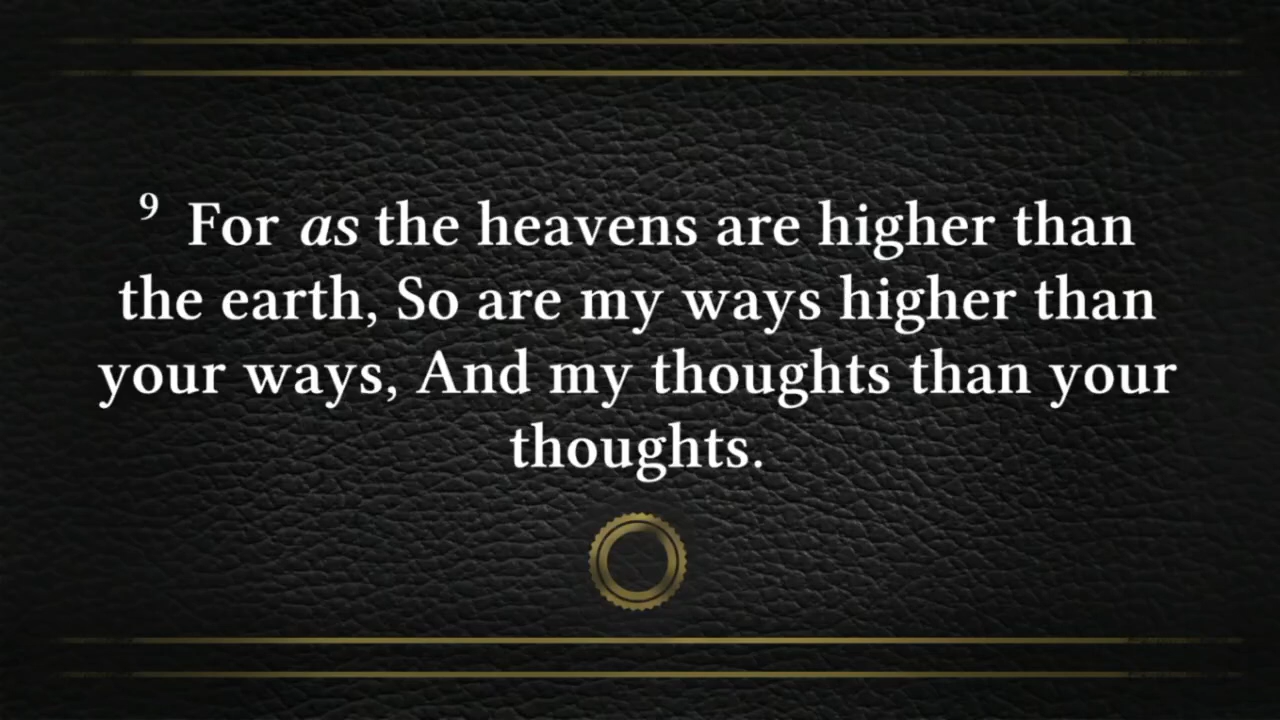 9 For as the heavens are higher than
the earth, So are my ways higher than
your ways, And my thoughts than your
thoughts.